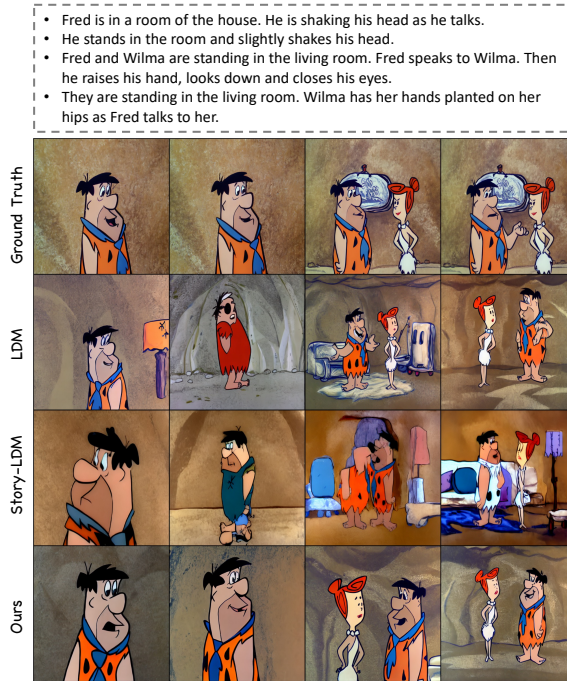 • Fred is in a room of the house. He is shaking his head as he talks.
• He stands in the room and slightly shakes his head.
• Fred and Wilma are standing in the living room. Fred speaks to Wilma. Then
he raises his hand, looks down and closes his eyes.
• They are standing in the living room. Wilma has her hands planted on her
hips as Fred talks to her.
Ground Truth
LDM
Story-LDM
Ours